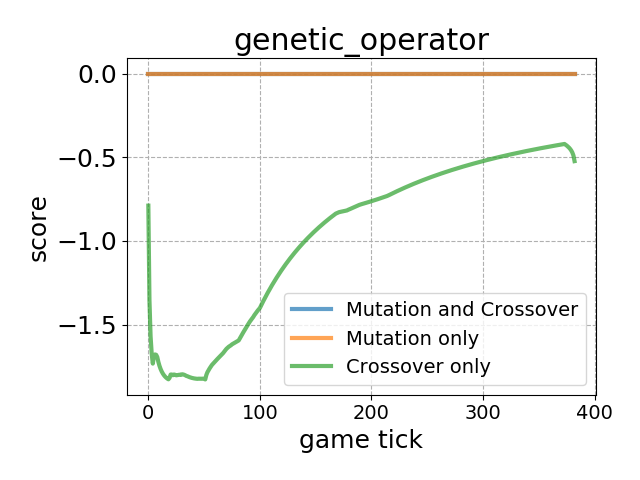 genetic_operator
score
0.0
−0.5
−1.0
−1.5
Mutation and Crossover
Mutation only
Crossover only
0 100 200 300 400
game tick